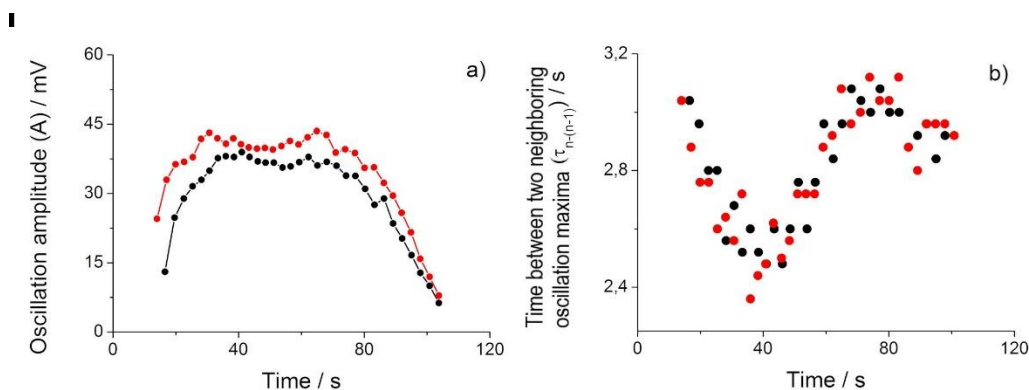 a)
Oscillation amplitude (A) / mV
60
45
30
15
0
0 40 80 120
Time / s
b)
Time between two neighboring
oscillation maxima (τn-(n-1)) / s
3,2
2,8
2,4
0 40 80 120
Time / s